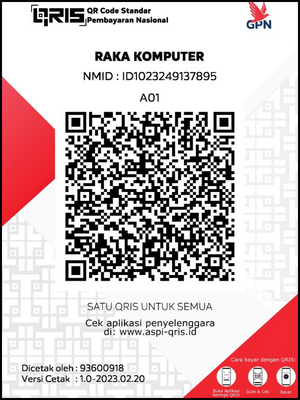 QRIS
QR Code Standar
Pembayaran Nasional
GPN
RAKA KOMPUTER
NMID : ID1023249137895
A01
SATU QRIS UNTUK SEMUA
Cek aplikasi penyelenggara
di: www.aspi-qris.id
Dicetak oleh : 93600918
Versi Cetak : 1.0-2023.02.20
Cara bayar dengan QRIS:
Buka Aplikasi
berlogo QRIS
Scan & Cek
Bayar